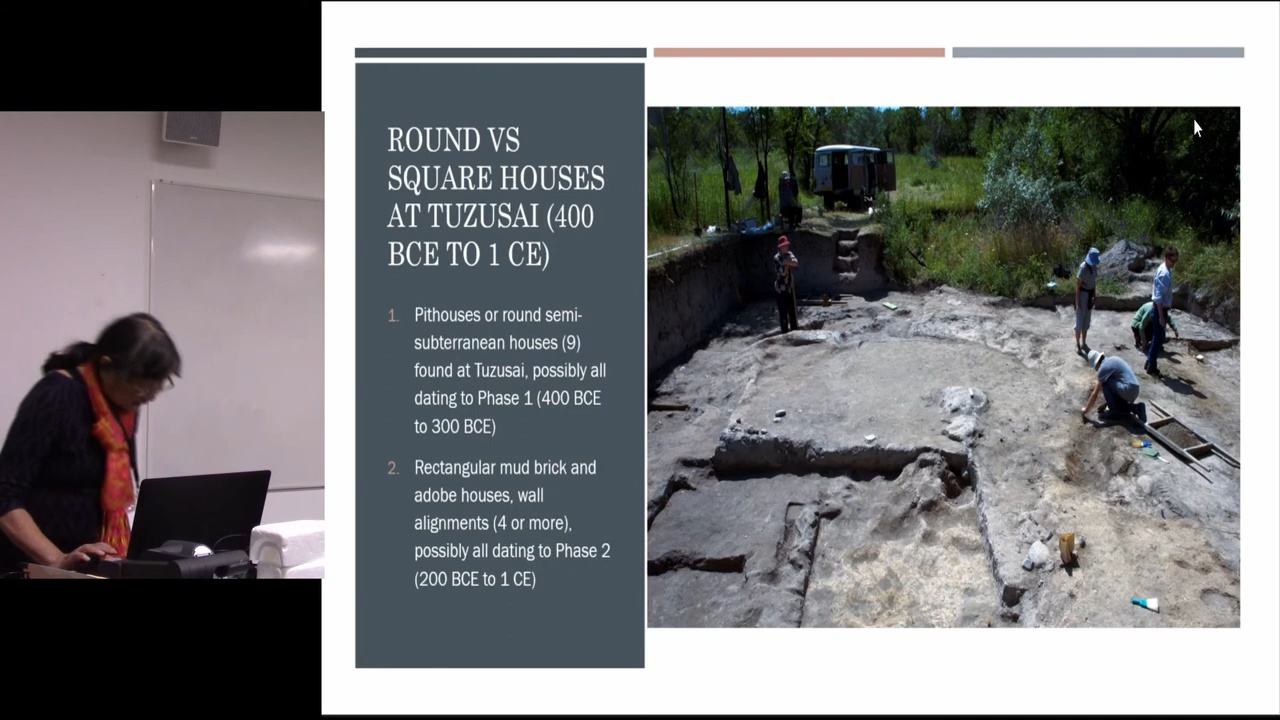 ROUND VS
SQUARE HOUSES
AT TUZUSAI (400
BCE TO 1 CE)
1. Pithouses or round semi-
subterranean houses (9)
found at Tuzusai, possibly all
dating to Phase 1 (400 BCE
to 300 BCE)
2. Rectangular mud brick and
adobe houses, wall
alignments (4 or more),
possibly all dating to Phase 2
(200 BCE to 1 CE)